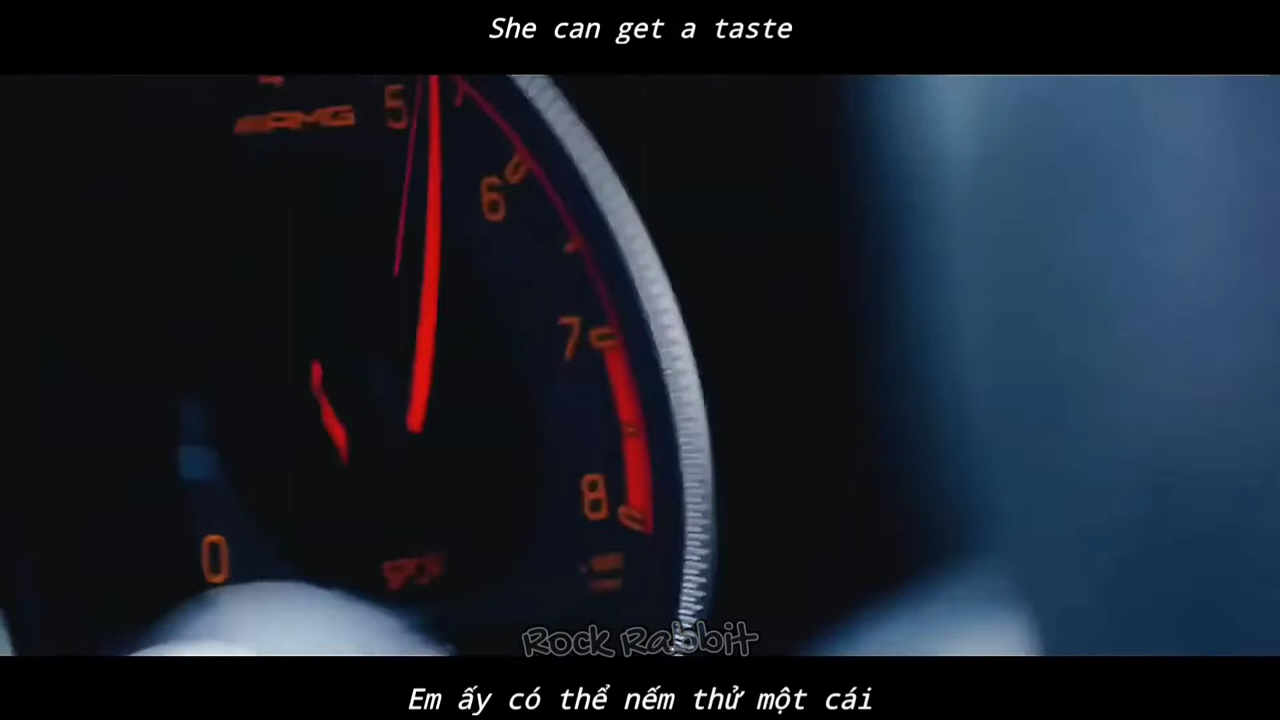 She can get a taste
AMG
5
6
7
8
0
Rock Rabbit
Em ấy có thể nếm thử một cái